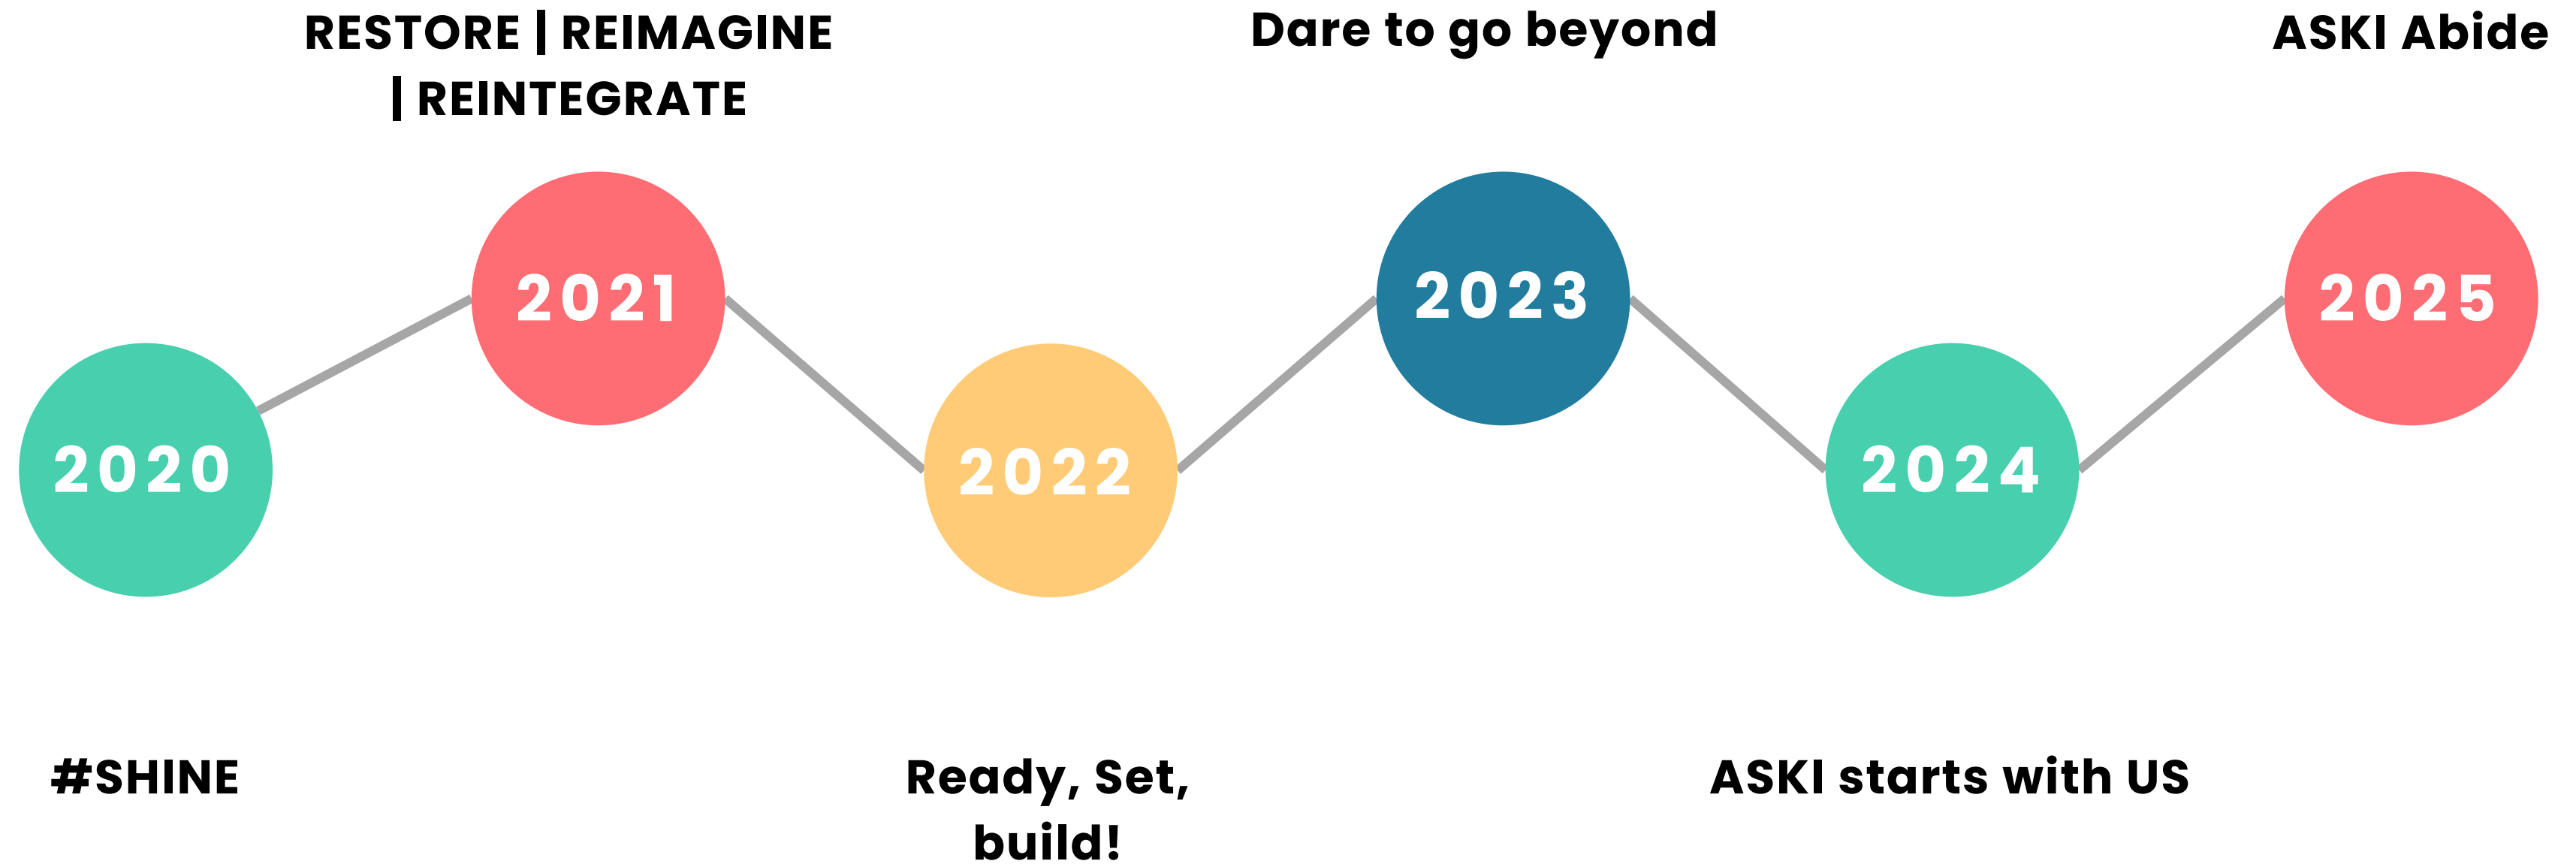 RESTORE | REIMAGINE
| REINTEGRATE
Dare to go beyond
ASKI Abide
2020
2021
2022
2023
2024
2025
#SHINE
Ready, Set,
build!
ASKI starts with US